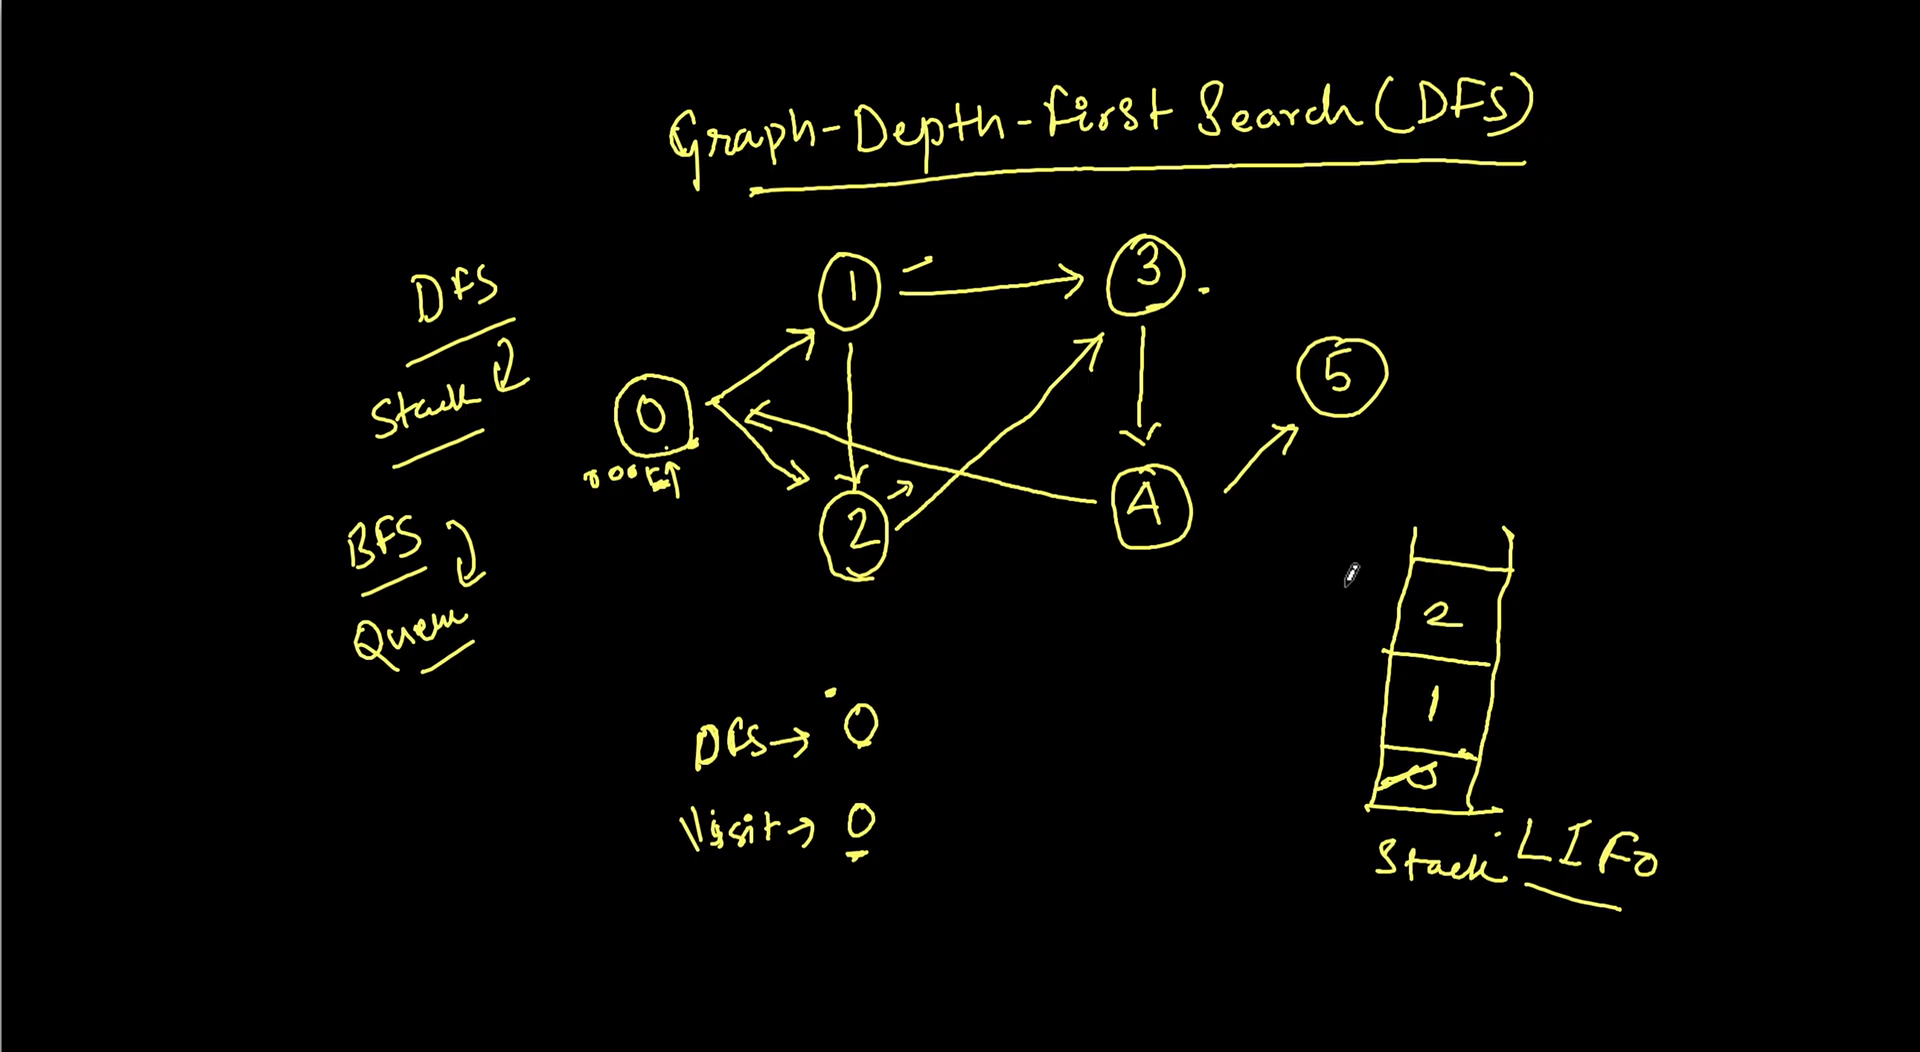 Graph-Depth-First Search (DFS)
DFS
Stack
BFS
0
root
1
2
3
4
5
DFS→ 0
Visit→ 0
2
1
0
Stack LIFO